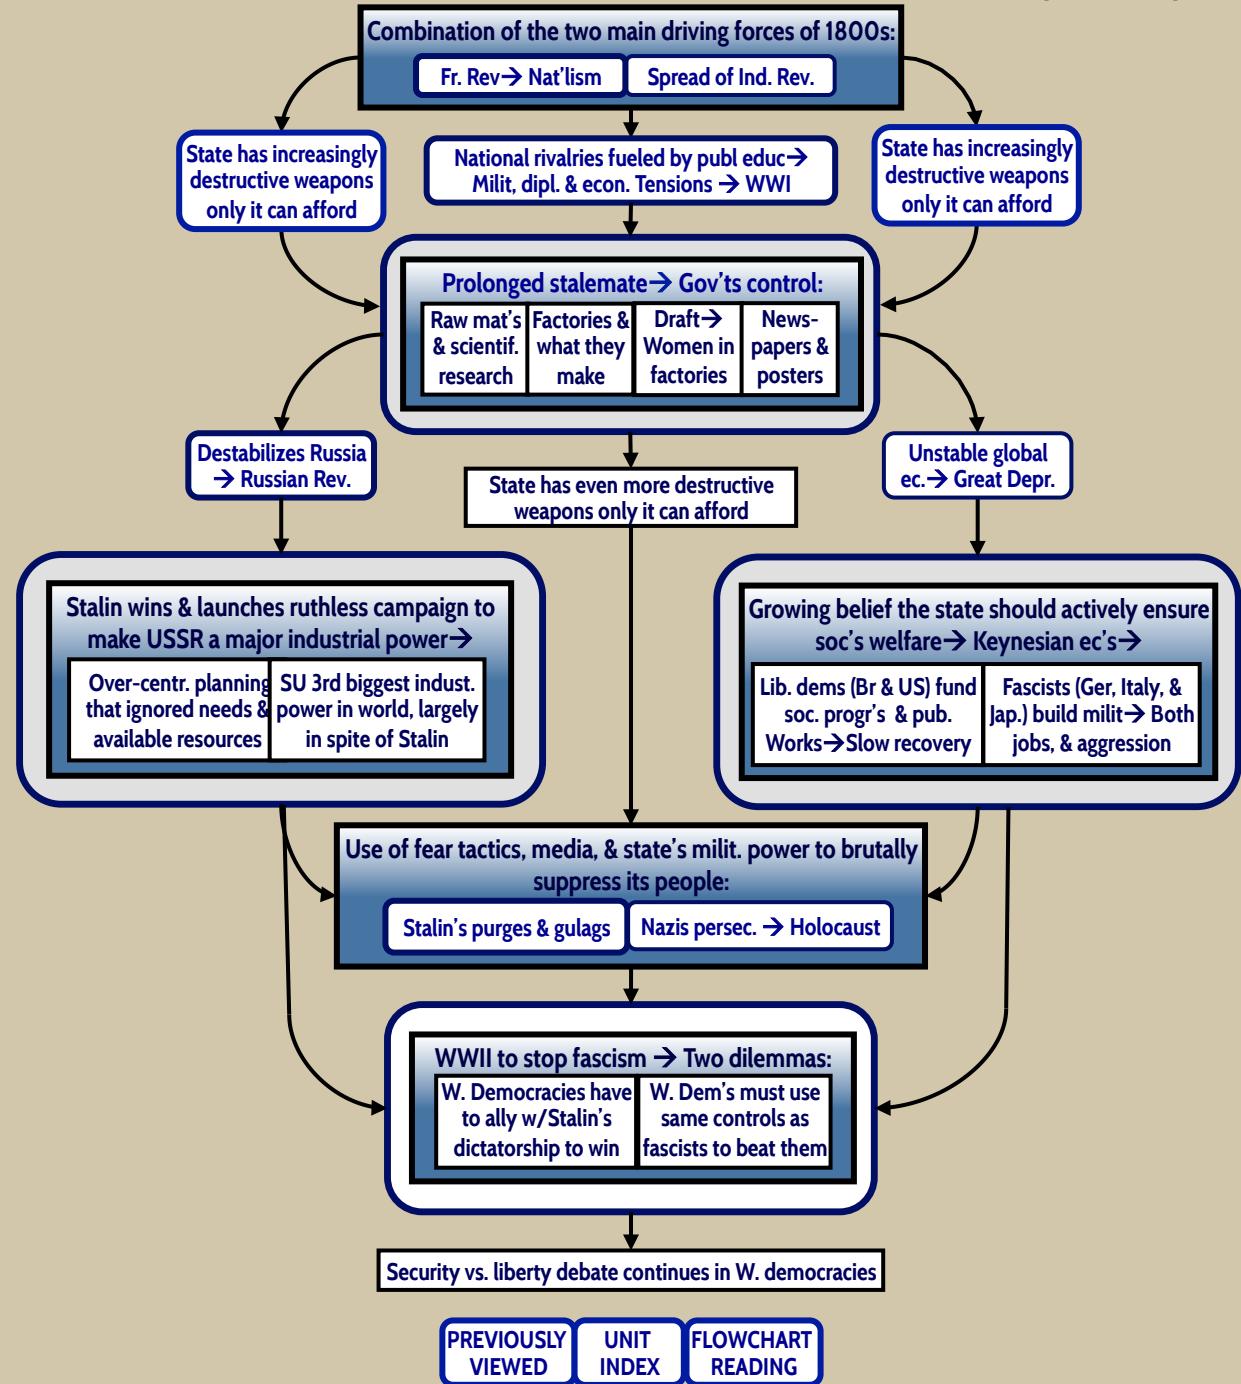 Combination of the two main driving forces of 1800s:
Fr. Rev→ Nat'lism
Spread of Ind. Rev.
State has increasingly
destructive weapons
only it can afford
National rivalries fueled by publ educ→
Milit, dipl. & econ. Tensions → WWI
State has increasingly
destructive weapons
only it can afford
Prolonged stalemate→ Gov'ts control:
Raw mat's
& scientif.
research
Factories &
what they
make
Draft→
Women in
factories
News-
papers &
posters
Destabilizes Russia
→ Russian Rev.
State has even more destructive
weapons only it can afford
Unstable global
ec.→ Great Depr.
Stalin wins & launches ruthless campaign to
make USSR a major industrial power→
Over-centr. planning
that ignored needs &
available resources
SU 3rd biggest indust.
power in world, largely
in spite of Stalin
Growing belief the state should actively ensure
soc's welfare→ Keynesian ec's→
Lib. dems (Br & US) fund
soc. progr's & pub.
Works→Slow recovery
Fascists (Ger, Italy, &
Jap.) build milit→ Both
jobs, & aggression
Use of fear tactics, media, & state's milit. power to brutally
suppress its people:
Stalin's purges & gulags
Nazis persec. → Holocaust
WWII to stop fascism → Two dilemmas:
W. Democracies have
to ally w/Stalin's
dictatorship to win
W. Dem's must use
same controls as
fascists to beat them
Security vs. liberty debate continues in W. democracies
PREVIOUSLY
VIEWED
UNIT
INDEX
FLOWCHART
READING